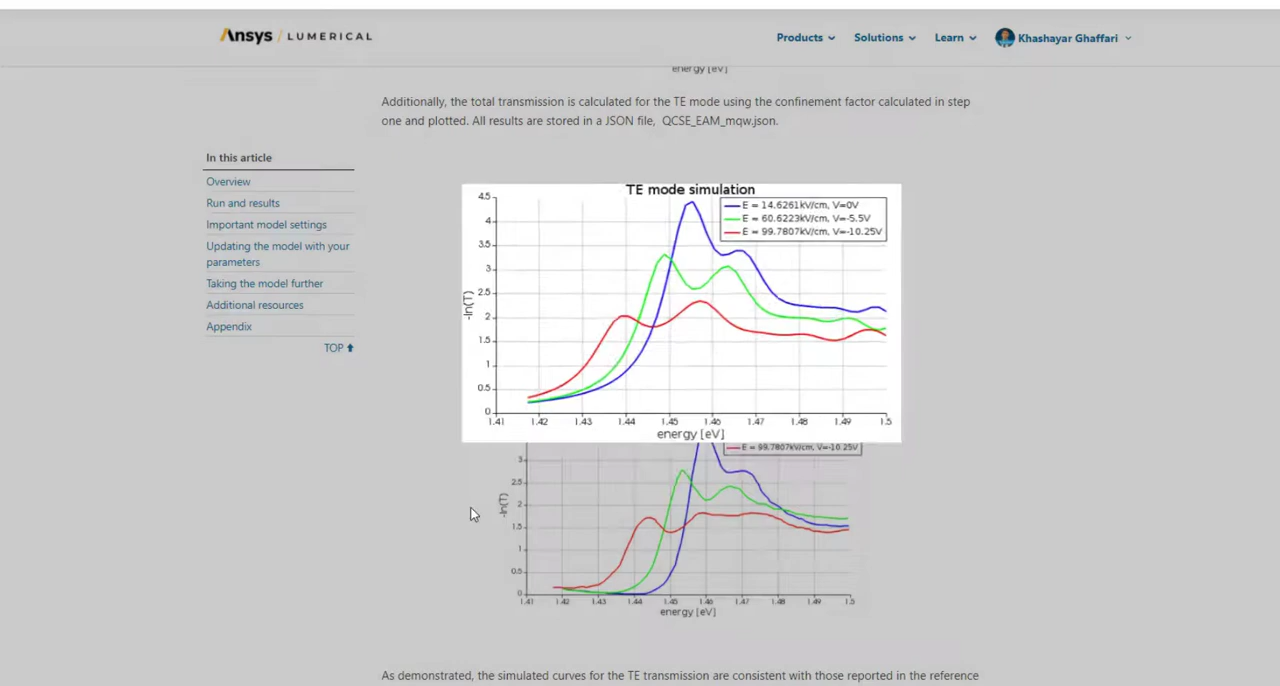 Ansys / LUMERICAL
Products Solutions Learn Khashayar Ghaffari
energy [eV]
Additionally, the total transmission is calculated for the TE mode using the confinement factor calculated in step
one and plotted. All results are stored in a JSON file, QCSE_EAM_mqw.json.
In this article
Overview
Run and results
Important model settings
Updating the model with your
parameters
Taking the model further
Additional resources
Appendix
TOP
TE mode simulation
E = 14.6261kV/cm, V=0V
E = 60.6223kV/cm, V=-5.5V
E = 99.7807kV/cm, V=-10.25V
4.5
4
3.5
3
2.5
2
1.5
1
0.5
0
-ln(T)
1.41 1.42 1.43 1.44 1.45 1.46 1.47 1.48 1.49 1.5
energy [eV]
E = 99.7807kV/cm, V=-10.25V
3
2.5
2
1.5
1
0.5
0
-ln(T)
1.41 1.42 1.43 1.44 1.45 1.46 1.47 1.48 1.49 1.5
energy [eV]
As demonstrated, the simulated curves for the TE transmission are consistent with those reported in the reference